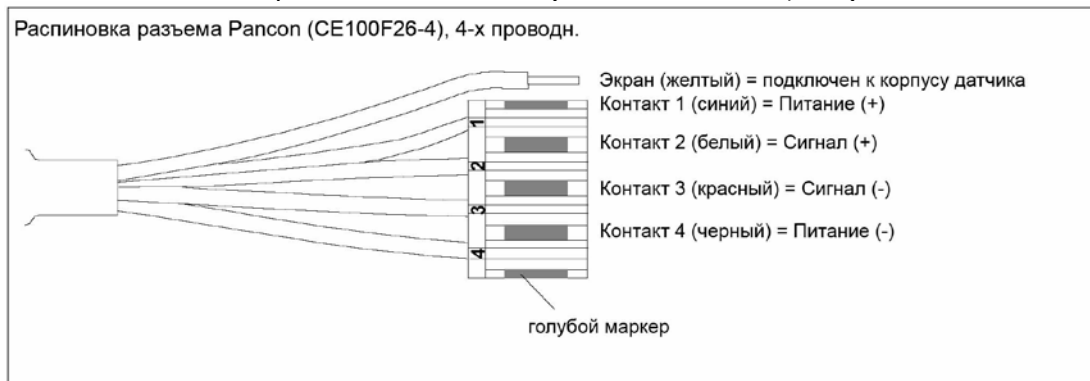 Распиновка разъема Pancon (CE100F26-4), 4-х проводн.
Экран (желтый) = подключен к корпусу датчика
Контакт 1 (синий) = Питание (+)
1
Контакт 2 (белый) = Сигнал (+)
2
Контакт 3 (красный) = Сигнал (-)
3
Контакт 4 (черный) = Питание (-)
4
голубой маркер